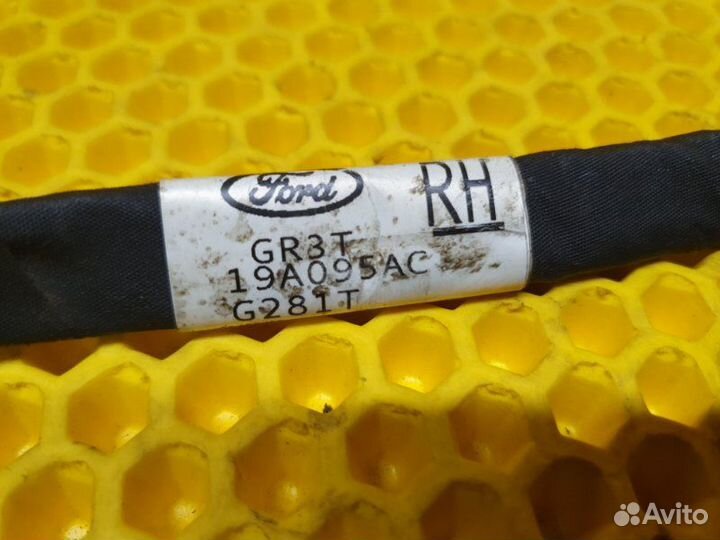 Ford
RH
GR3T
19A095AC
G281T
Avito